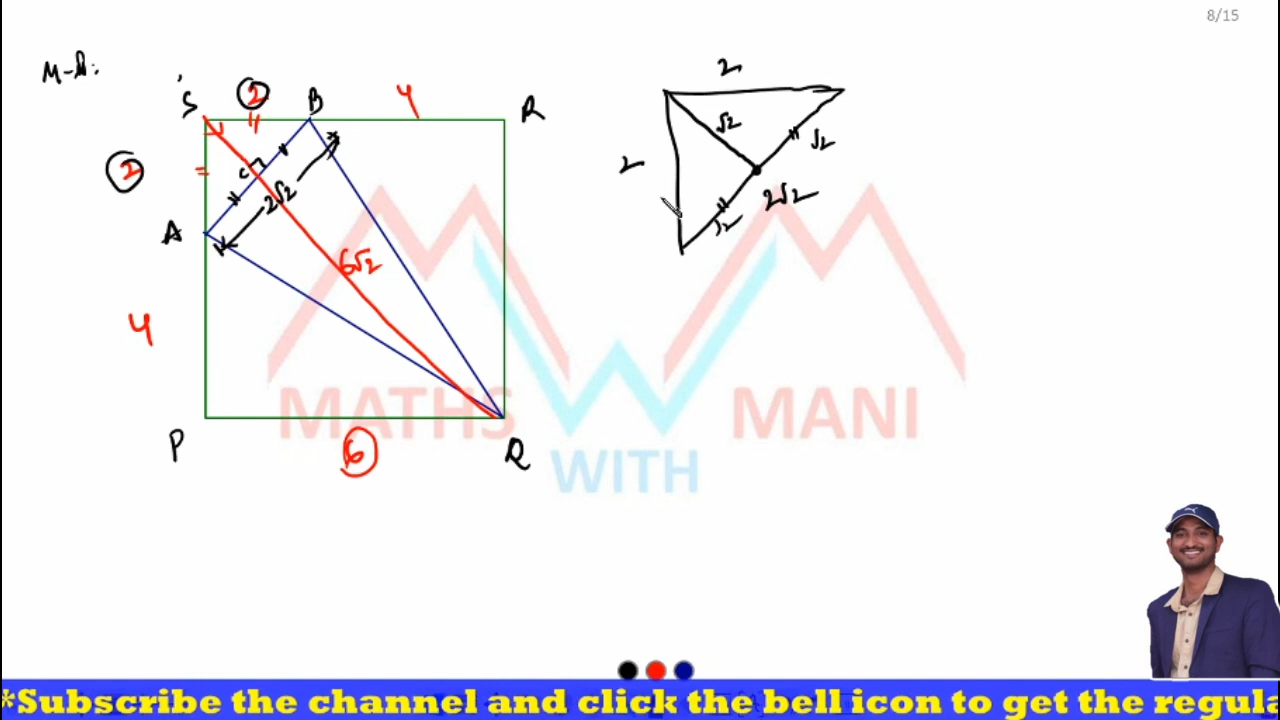 8/15
M-II:
S
2
B
4
R
2
A
C
2√2
6√2
4
P
6
Q
2
2
√2
√2
2√2
√2
MATHS
WITH
MANI
*Subscribe the channel and click the bell icon to get the regula